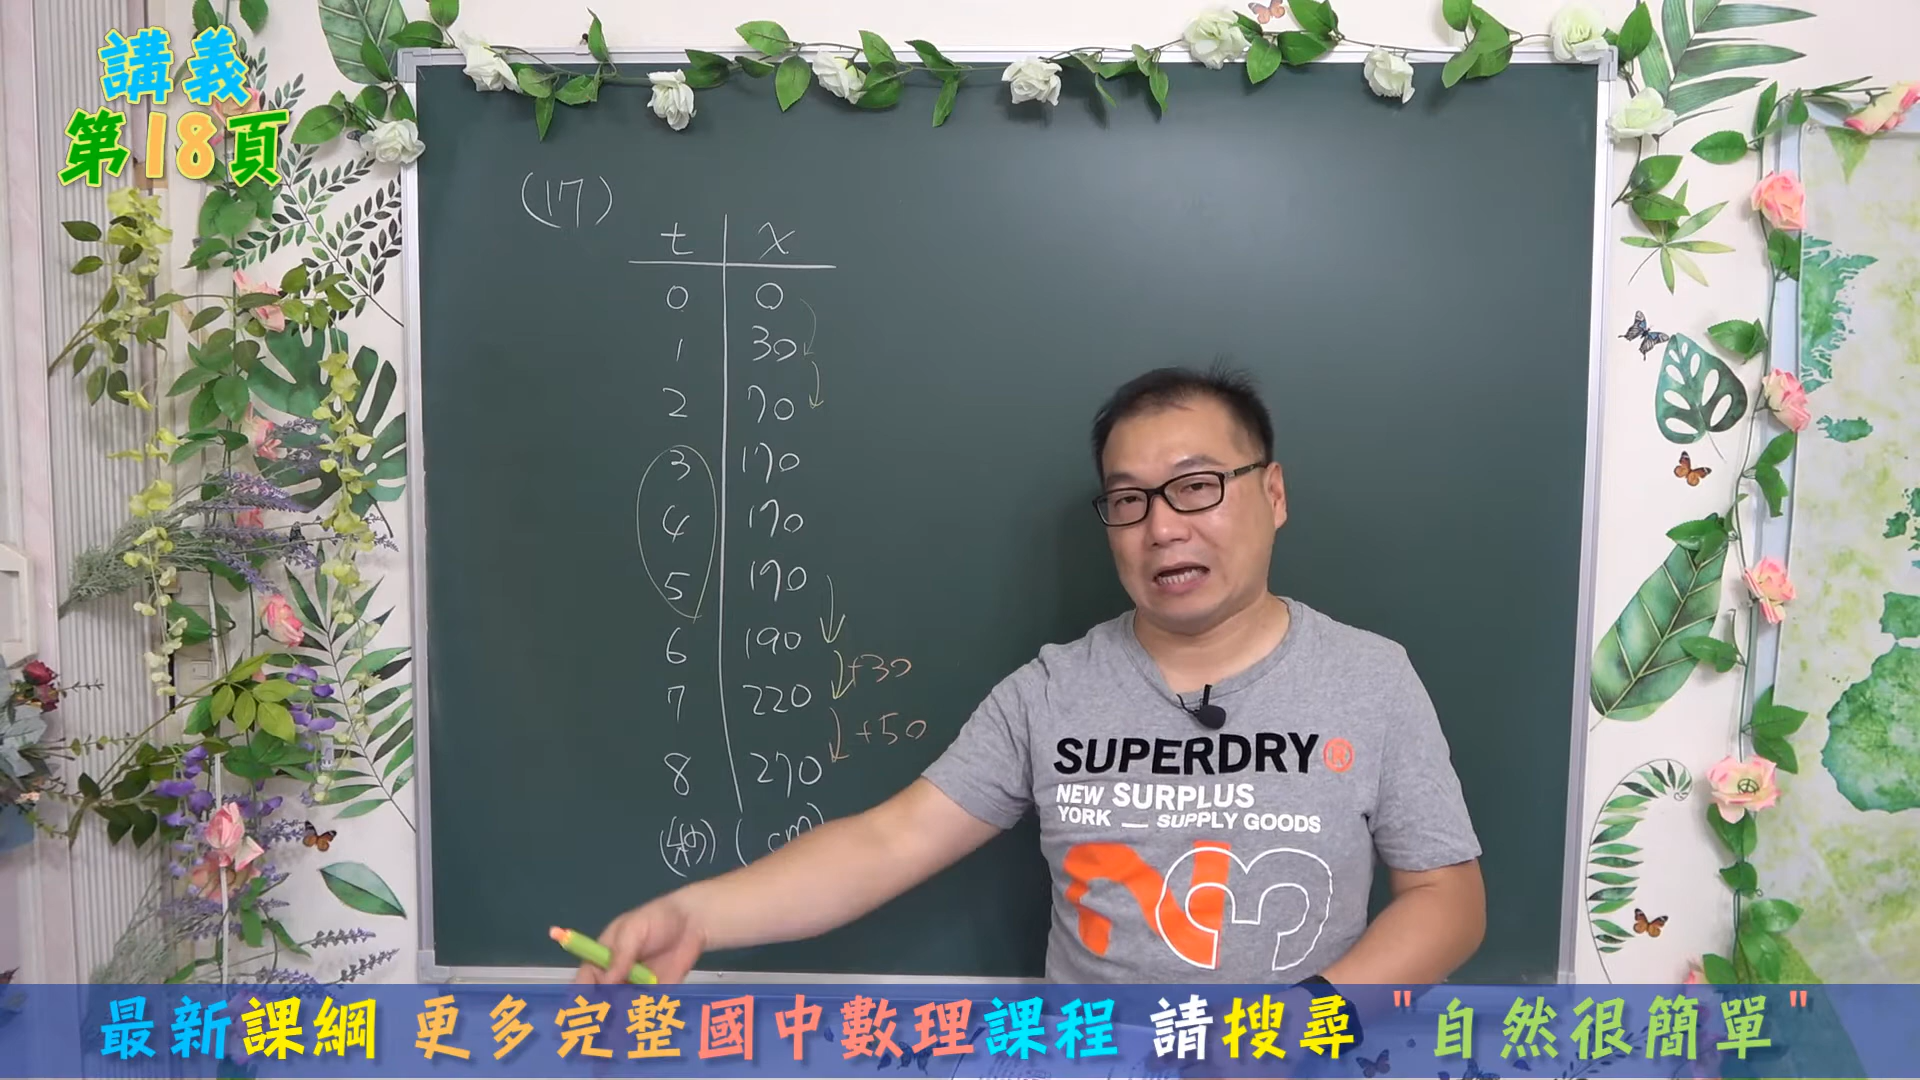 講義
第18頁
(17)
t x
0 0
1 30
2 70
3 170
4 170
5 170
6 190
+30
7 220
+50
8 270
(秒) (cm)
SUPERDRY®
NEW SURPLUS
YORK — SUPPLY GOODS
23
最新課綱 更多完整國中數理課程 請搜尋 "自然很簡單"